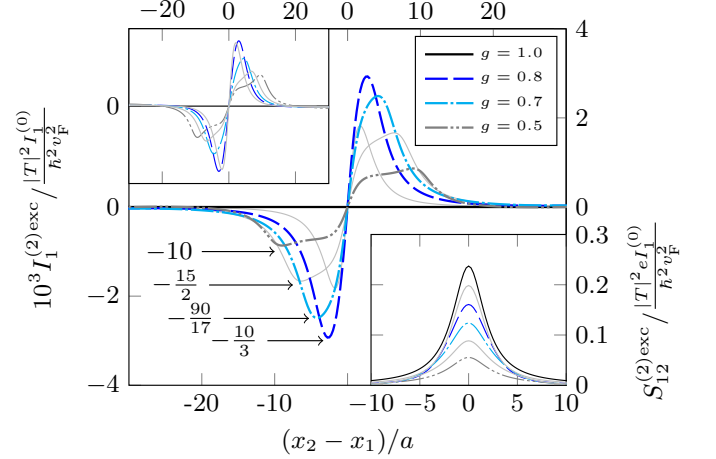 −20 0 20 0 20
4
2
0
0.3
0.2
0.1
0
0
0
−2
−4
g = 1.0
g = 0.8
g = 0.7
g = 0.5
−10
−15/2
−90/17
−10/3
-20 -10 0 −10 −5 0 5 10
(x₂ − x₁)/a
10³I₁⁽²⁾ᵉˣᶜ / |T|²I₁⁽⁰⁾/ħ²v_F²
S₁₂⁽²⁾ᵉˣᶜ / |T|²eI₁⁽⁰⁾/ħ²v_F²